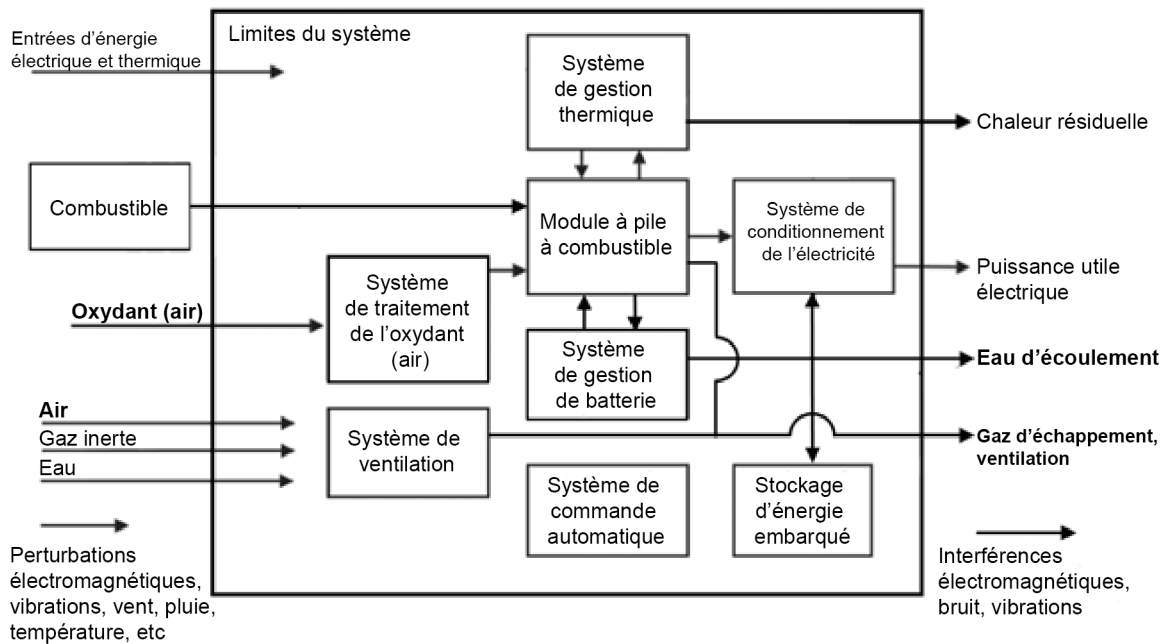 Limites du système
Entrées d'énergie
électrique et thermique
Système
de gestion
thermique
Chaleur résiduelle
Combustible
Module à pile
à combustible
Système de
conditionnement
de l'électricité
Puissance utile
électrique
Oxydant (air)
Système
de traitement
de l'oxydant
(air)
Système
de gestion
de batterie
Eau d'écoulement
Air
Gaz inerte
Eau
Système de
ventilation
Gaz d'échappement,
ventilation
Système de
commande
automatique
Stockage
d'énergie
embarqué
Perturbations
électromagnétiques,
vibrations, vent, pluie,
température, etc
Interférences
électromagnétiques,
bruit, vibrations